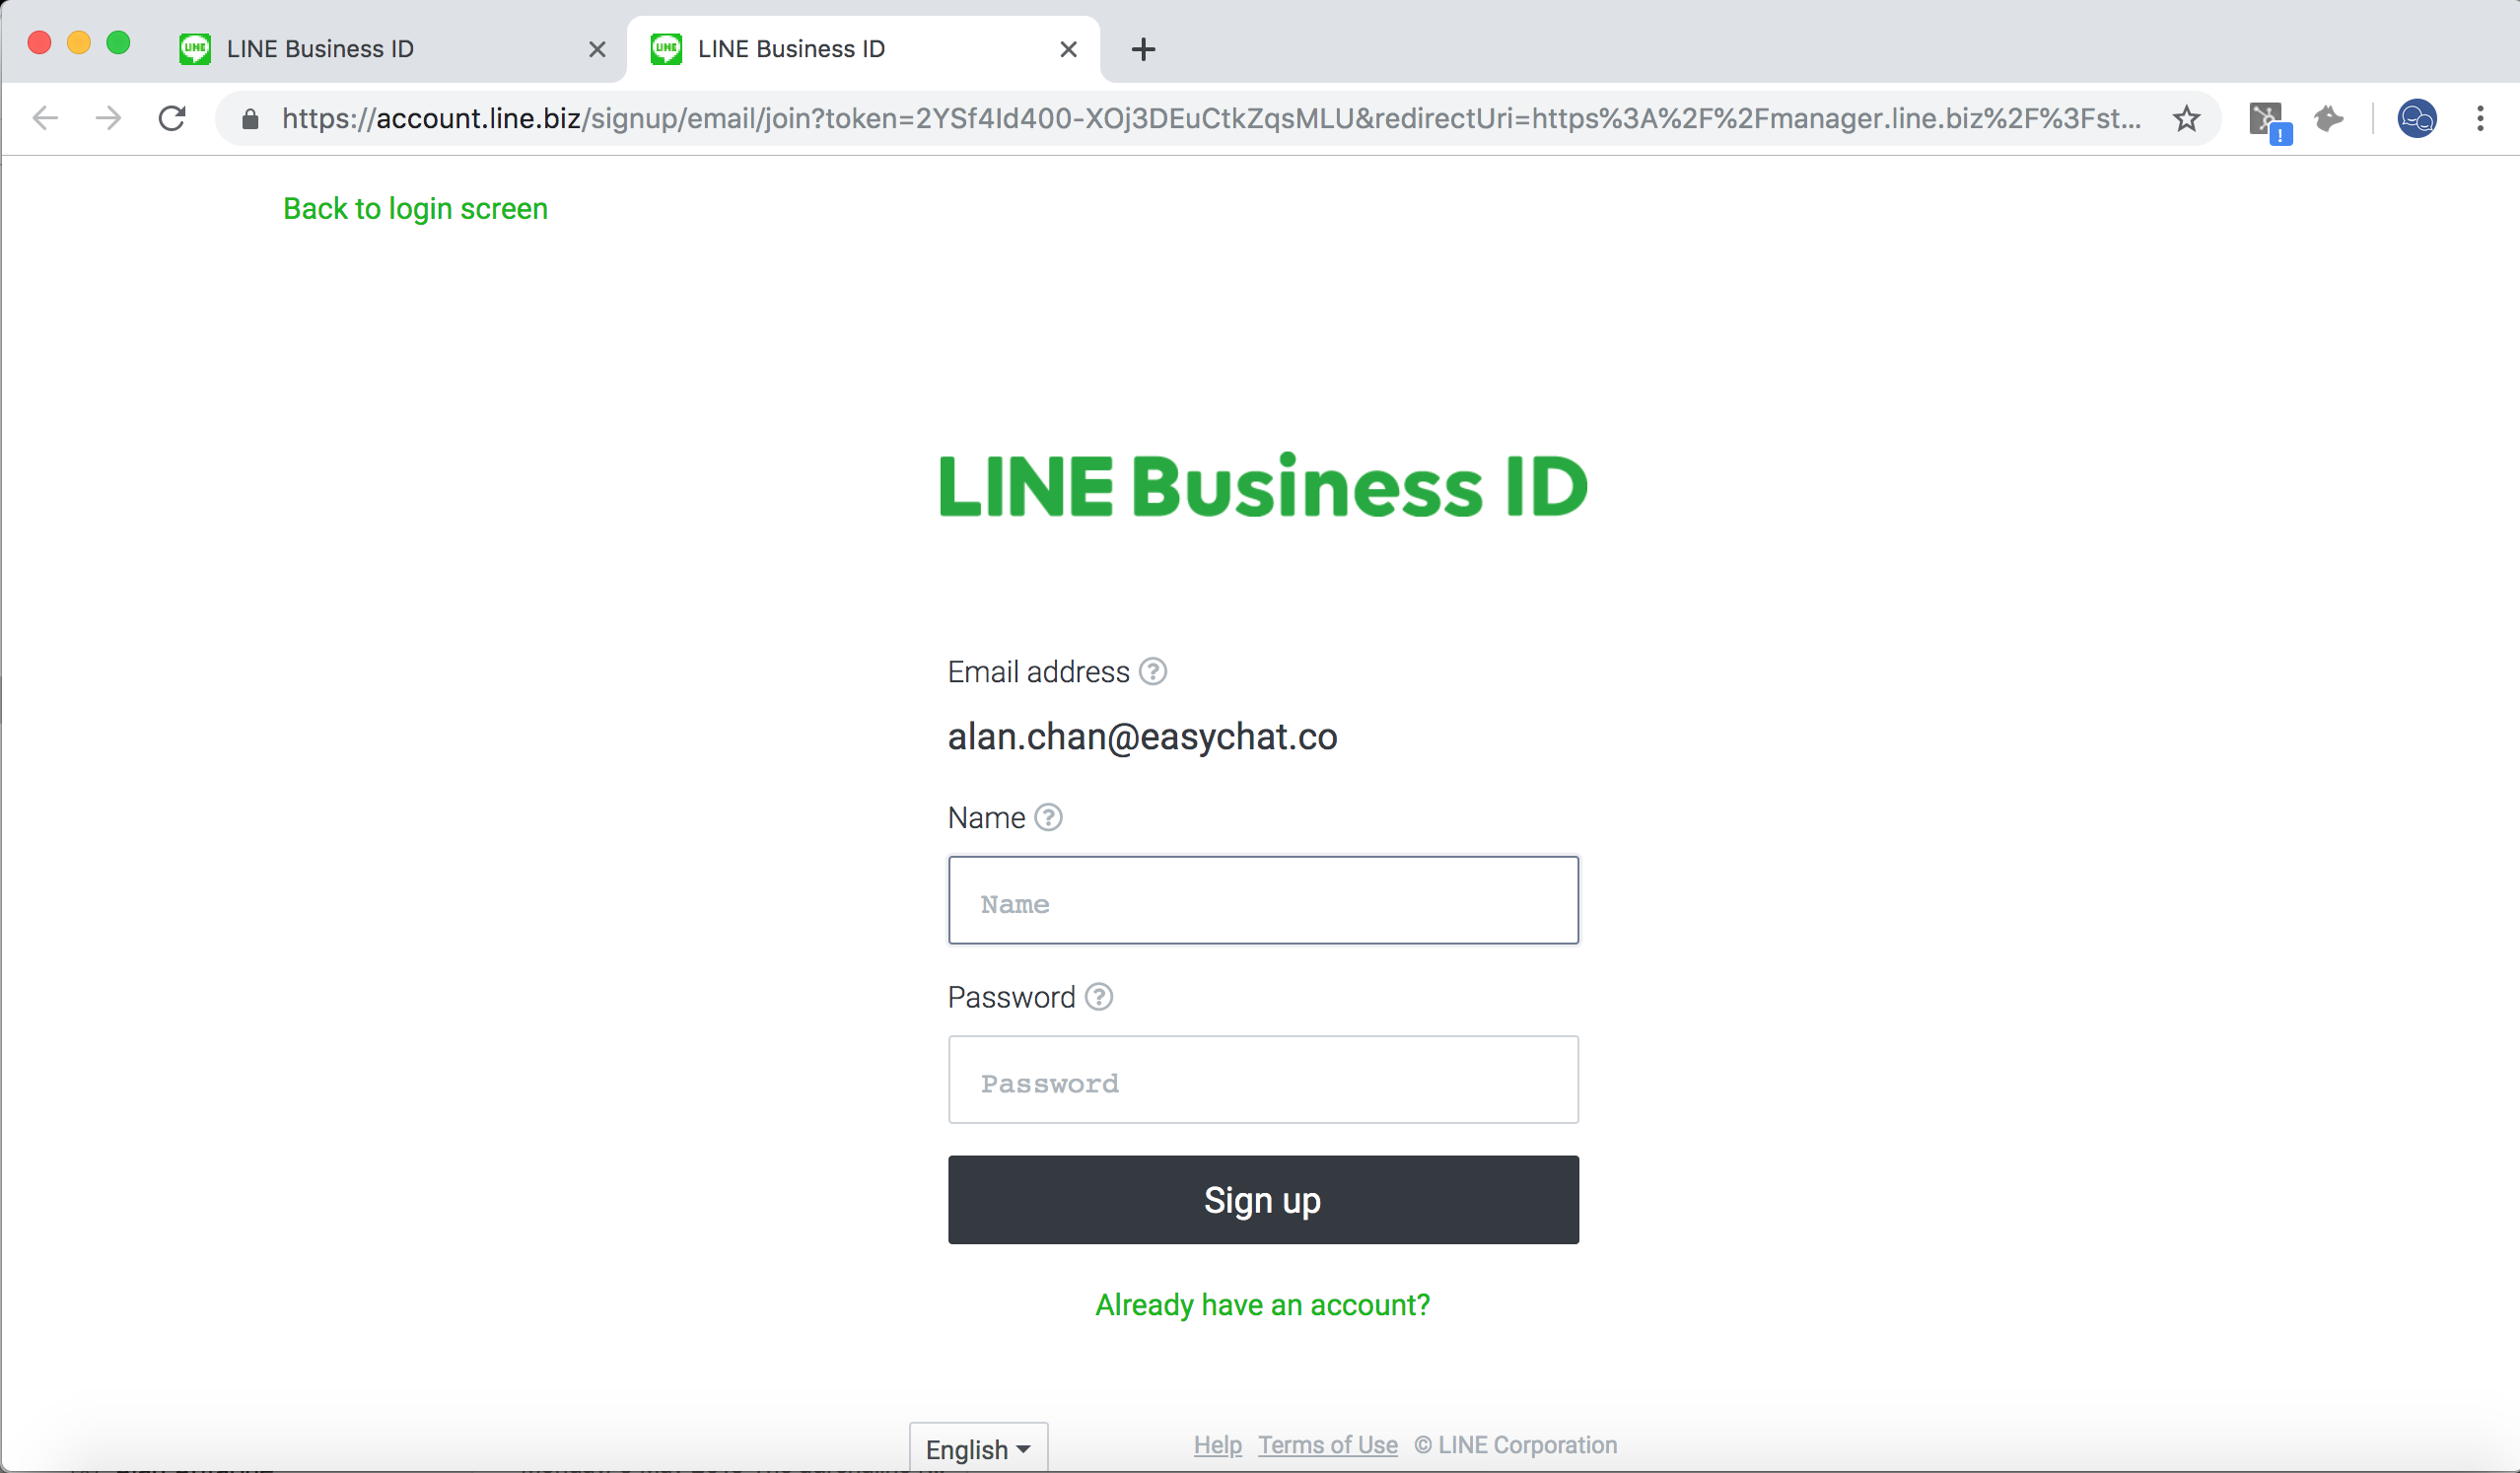 LINE Business ID
LINE Business ID
https://account.line.biz/signup/email/join?token=2YSf4Id400-XOj3DEuCtkZqsMLU&redirectUri=https%3A%2F%2Fmanager.line.biz%2F%3Fst...
Back to login screen
LINE Business ID
Email address ?
alan.chan@easychat.co
Name ?
Name
Password ?
Password
Sign up
Already have an account?
English
Help Terms of Use © LINE Corporation